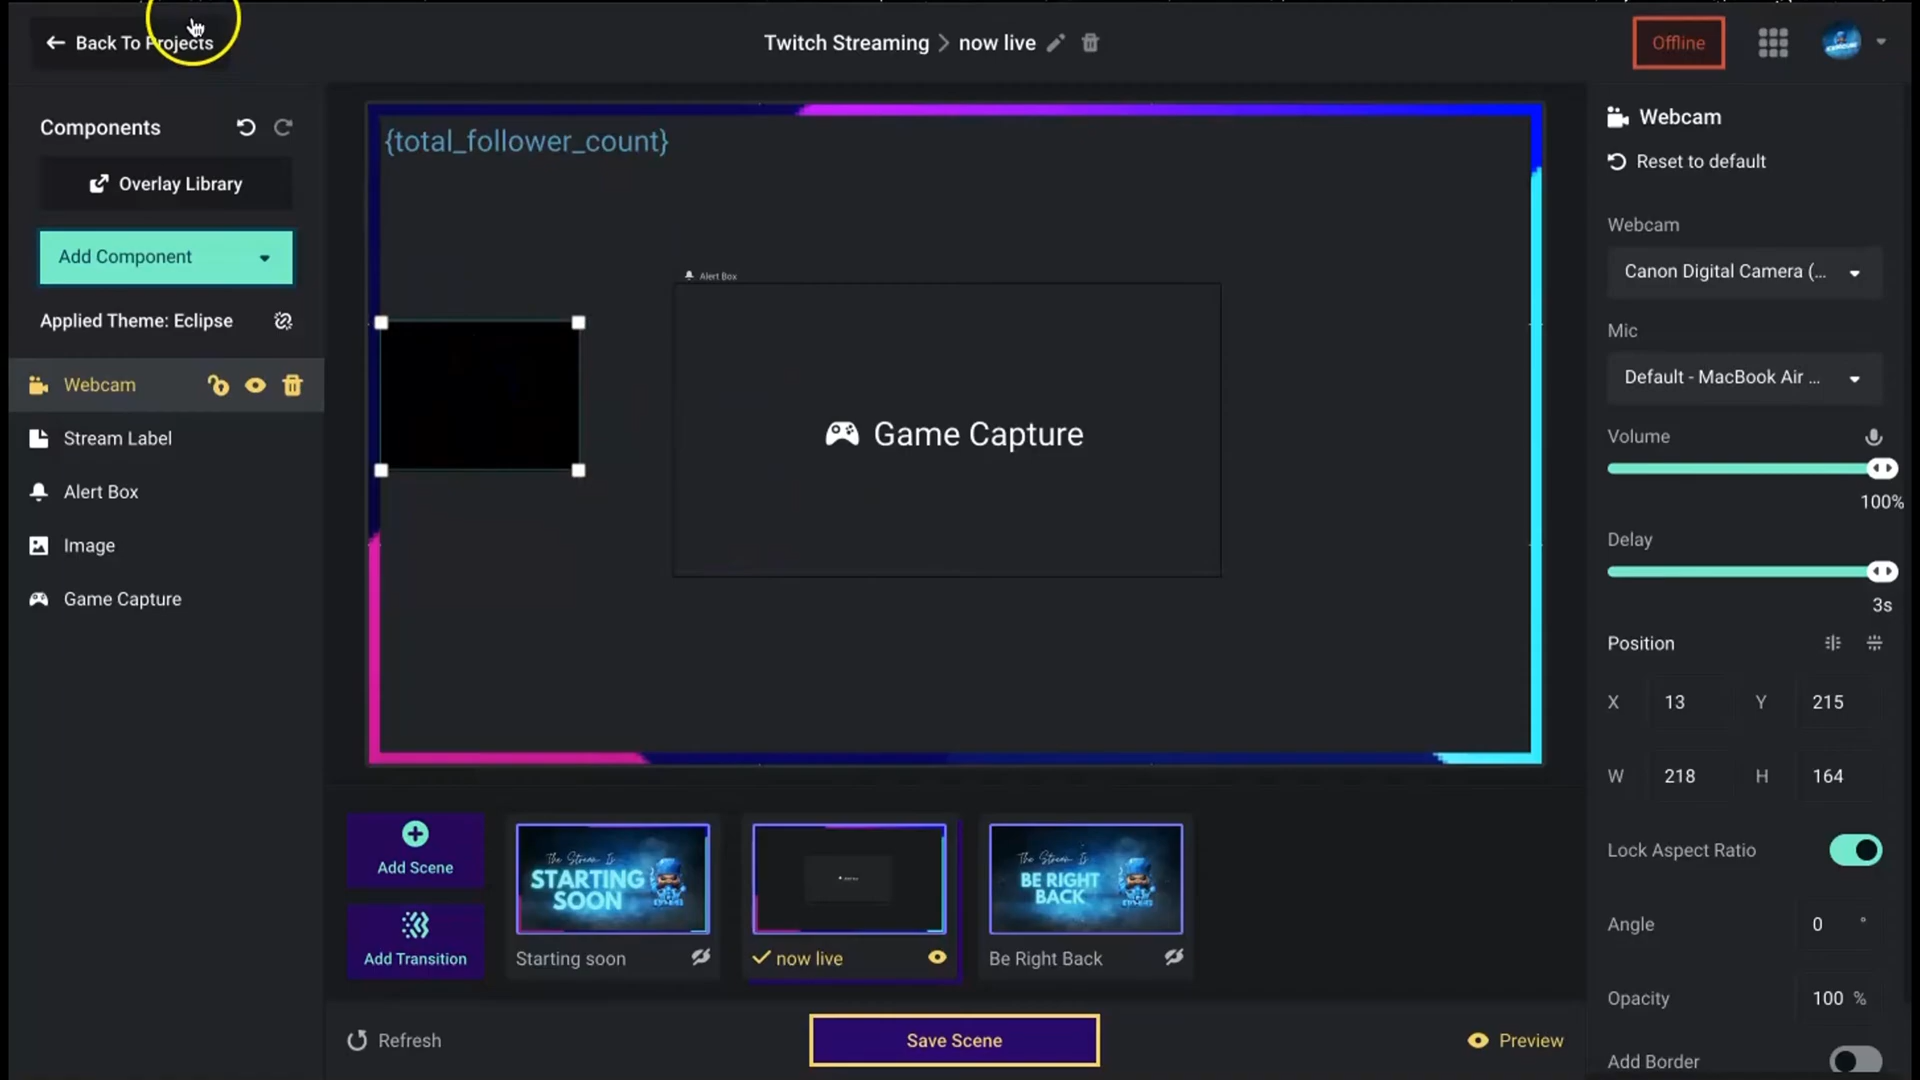 Back To Projects
Twitch Streaming > now live
Offline
Components
Overlay Library
Add Component
Applied Theme: Eclipse
Webcam
Stream Label
Alert Box
Image
Game Capture
{total_follower_count}
Alert Box
Game Capture
Webcam
Reset to default
Webcam
Canon Digital Camera (...
Mic
Default - MacBook Air ...
Volume
100%
Delay
3s
Position
X 13 Y 215
W 218 H 164
Lock Aspect Ratio
Angle 0 °
Opacity 100 %
Add Border
Add Scene
Add Transition
The Stream Is
STARTING
SOON
Starting soon
now live
The Stream Is
BE RIGHT
BACK
Be Right Back
Refresh
Save Scene
Preview